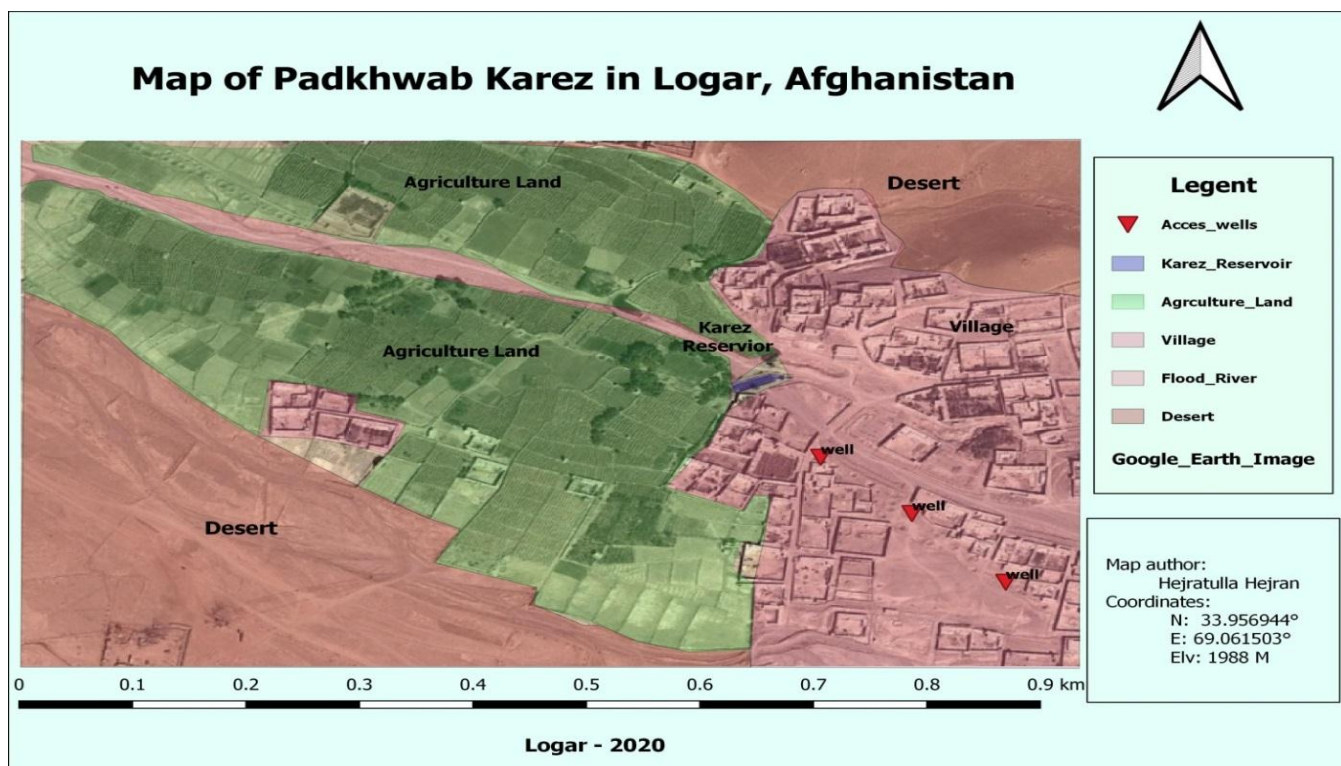 Map of Padkhwab Karez in Logar, Afghanistan
Agriculture Land
Desert
Karez
Reservior
Village
Agriculture Land
well
well
well
Desert
Legent
Acces_wells
Karez_Reservoir
Agrculture_Land
Village
Flood_River
Desert
Google_Earth_Image
Map author:
Hejratulla Hejran
Coordinates:
N: 33.956944°
E: 69.061503°
Elv: 1988 M
0 0.1 0.2 0.3 0.4 0.5 0.6 0.7 0.8 0.9 km
Logar - 2020